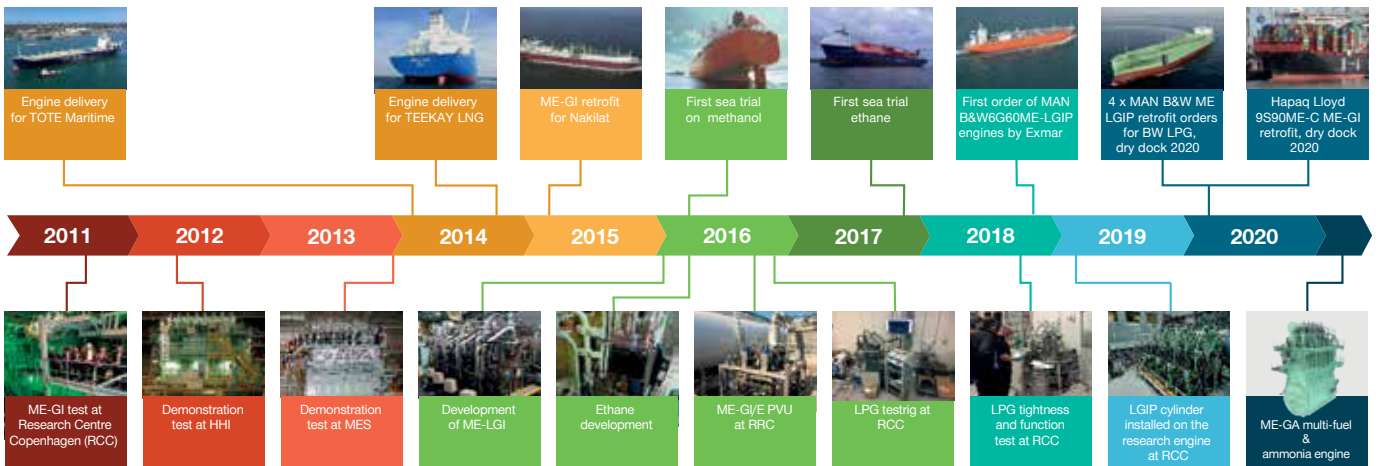 Engine delivery
for TOTE Maritime
Engine delivery
for TEEKAY LNG
ME-GI retrofit
for Nakilat
First sea trial
on methanol
First sea trial
ethane
First order of MAN
B&W6G60ME-LGIP
engines by Exmar
4 x MAN B&W ME
LGIP retrofit orders
for BW LPG,
dry dock 2020
Hapaq Lloyd
9S90ME-C ME-GI
retrofit, dry dock
2020
2011
2012
2013
2014
2015
2016
2017
2018
2019
2020
ME-GI test at
Research Centre
Copenhagen (RCC)
Demonstration
test at HHI
Demonstration
test at MES
Development
of ME-LGI
Ethane
development
ME-GI/E PVU
at RRC
LPG testrig at
RCC
LPG tightness
and function
test at RCC
LGIP cylinder
installed on the
research engine
at RCC
ME-GA multi-fuel
&
ammonia engine